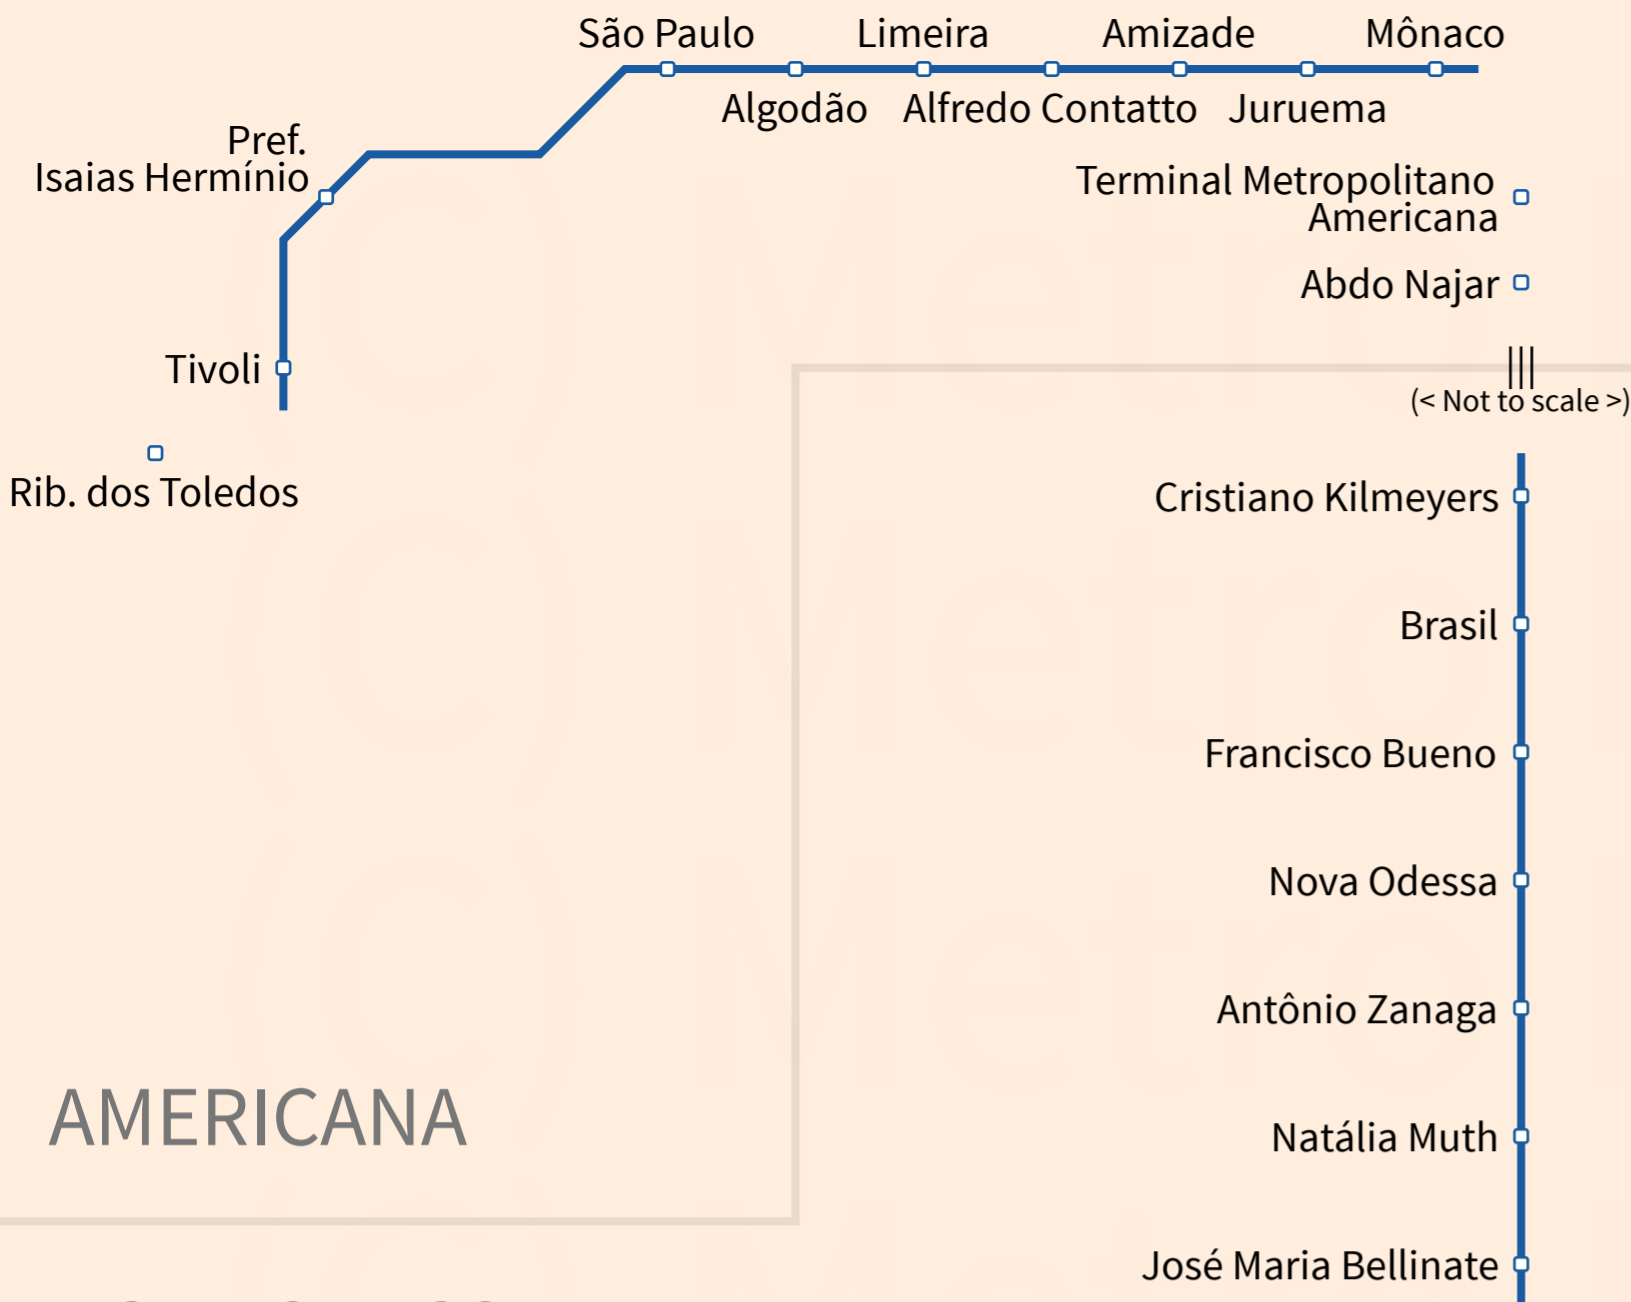 São Paulo
Limeira
Amizade
Mônaco
Algodão
Alfredo Contatto
Juruema
Pref.
Isaias Hermínio
Terminal Metropolitano
Americana
Abdo Najar
Tivoli
(< Not to scale >)
Rib. dos Toledos
Cristiano Kilmeyers
Brasil
Francisco Bueno
Nova Odessa
Antônio Zanaga
AMERICANA
Natália Muth
José Maria Bellinate